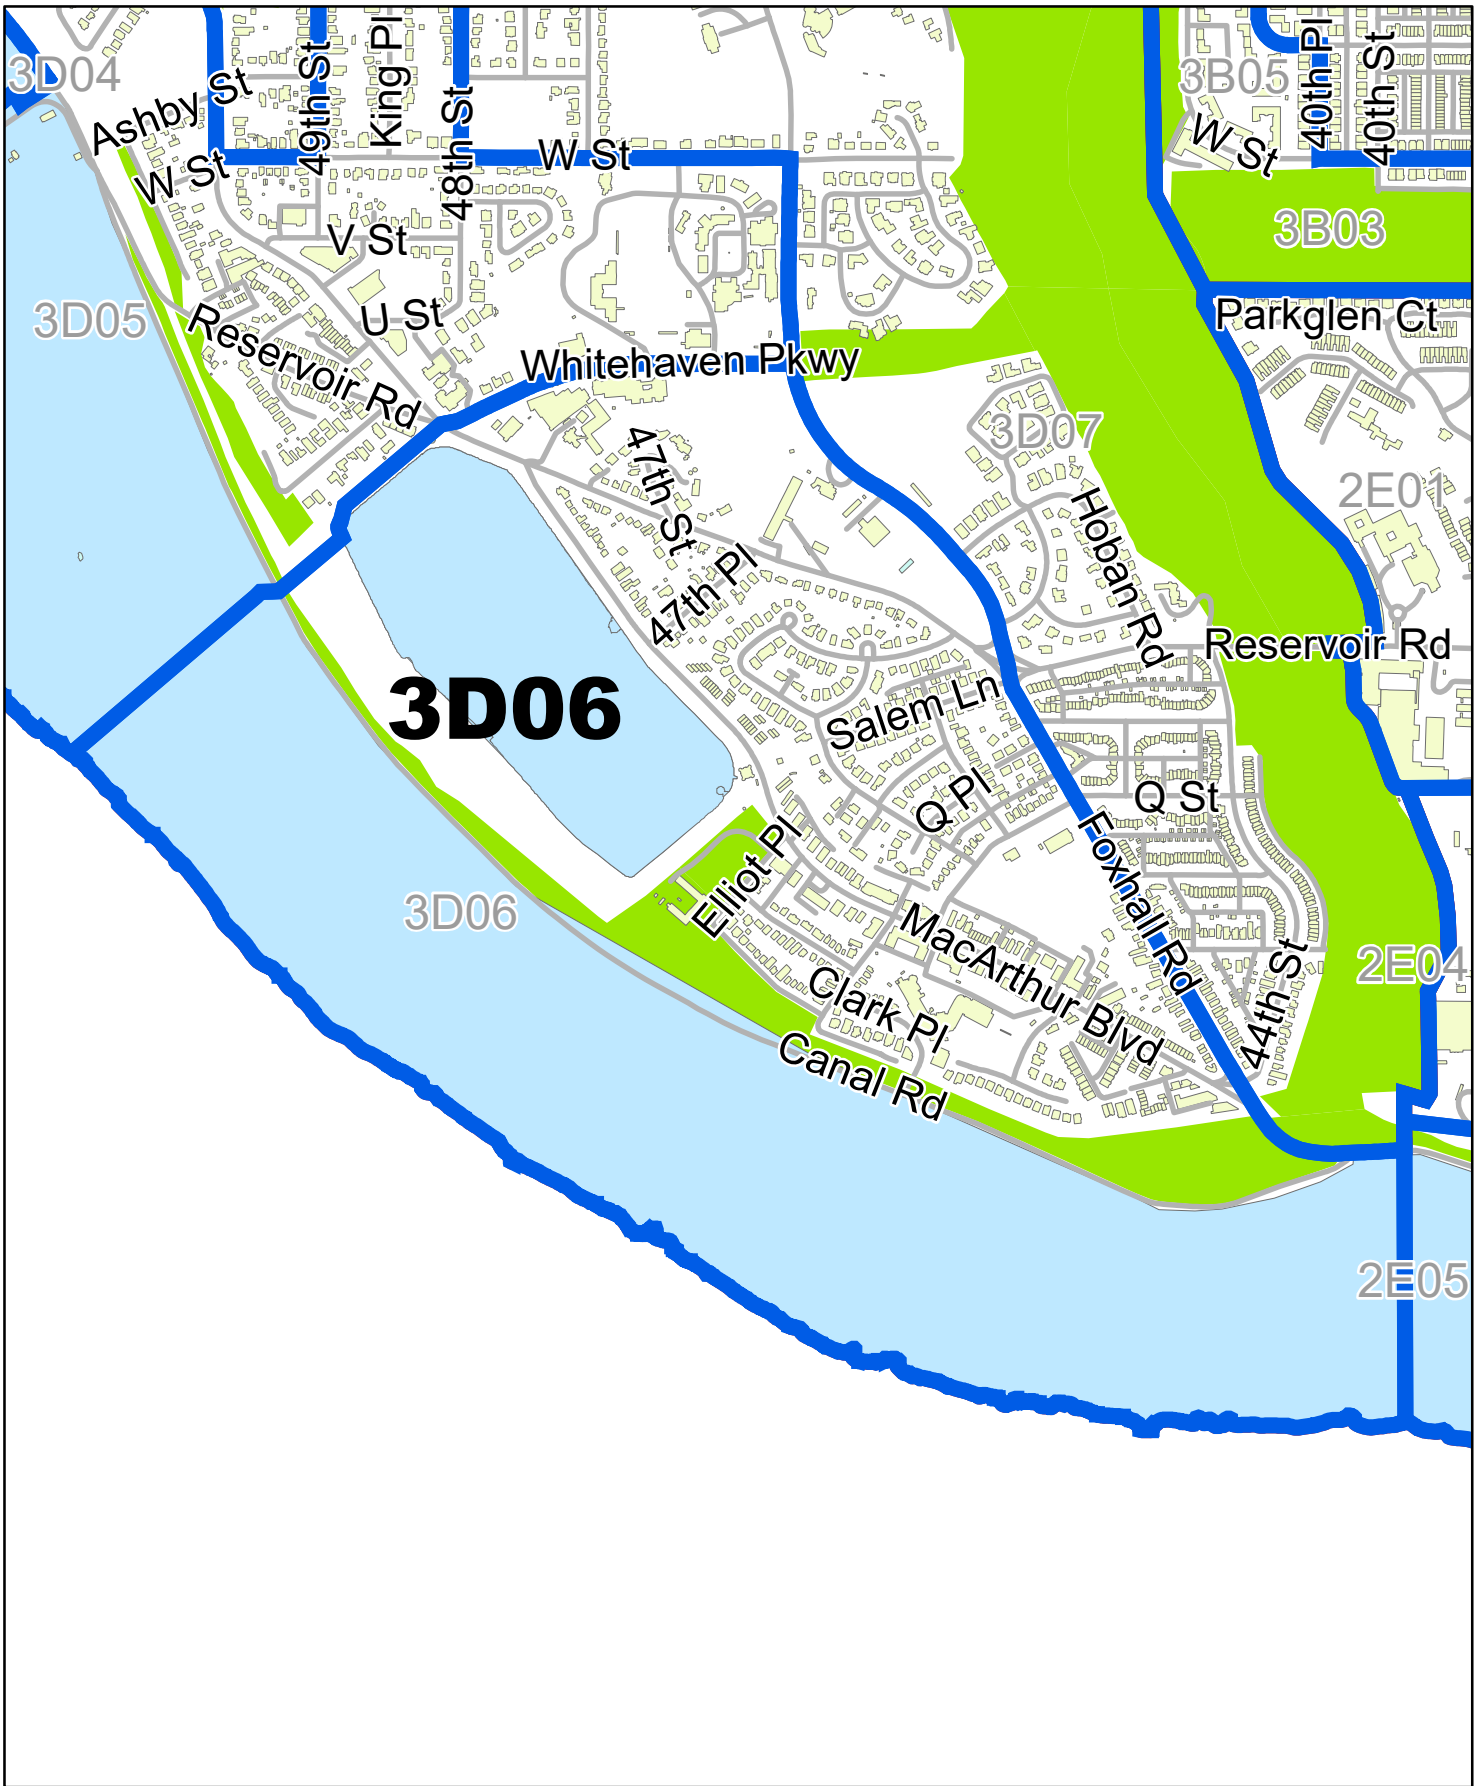 3D04
49th St
King Pl
48th St
Ashby St
W St
W St
3B05
40th Pl
40th St
W St
V St
3B03
3D05
Reservoir Rd
U St
Whitehaven Pkwy
Parkglen Ct
47th St
3D07
2E01
Hoban Rd
47th Pl
Reservoir Rd
3D06
Salem Ln
Q Pl
Q St
Elliot Pl
Foxhall Rd
3D06
MacArthur Blvd
2E04
Clark Pl
44th St
Canal Rd
2E05